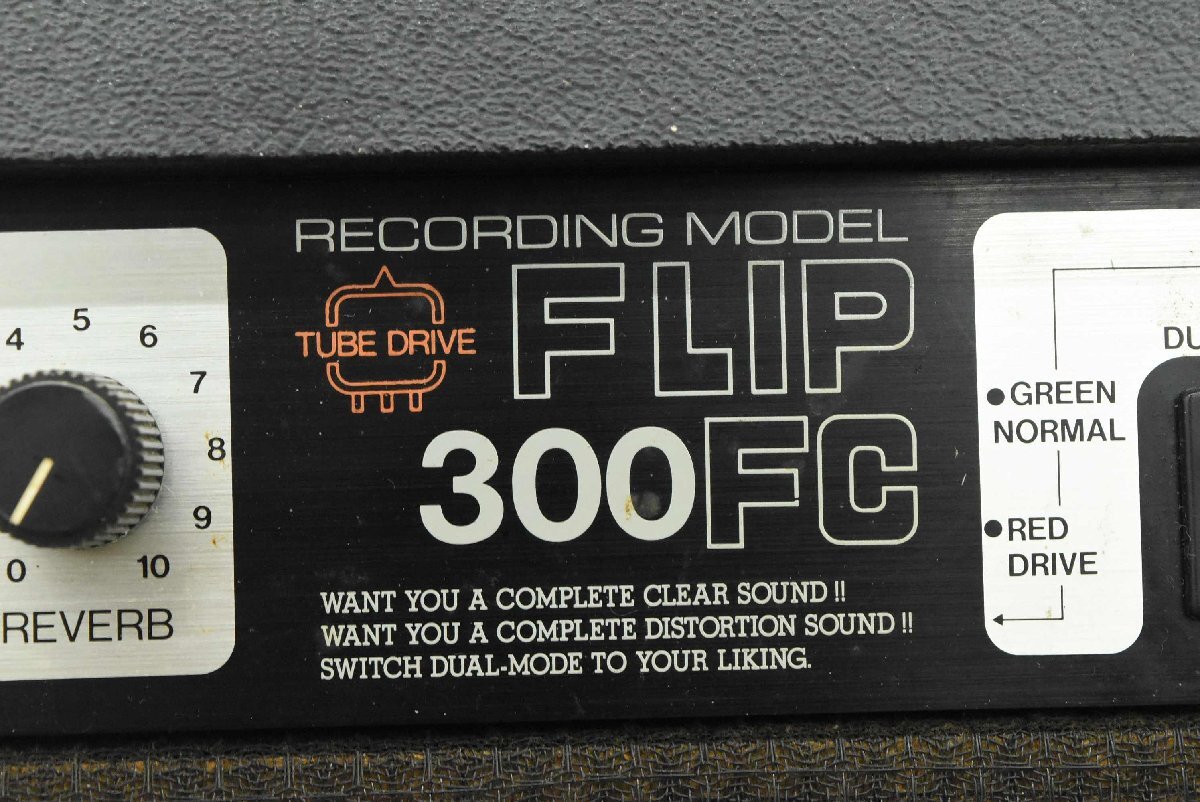 4 5 6
7
8
9
0 10
REVERB
RECORDING MODEL
TUBE DRIVE
FLIP
300FC
WANT YOU A COMPLETE CLEAR SOUND !!
WANT YOU A COMPLETE DISTORTION SOUND !!
SWITCH DUAL-MODE TO YOUR LIKING.
DU
GREEN
NORMAL
RED
DRIVE